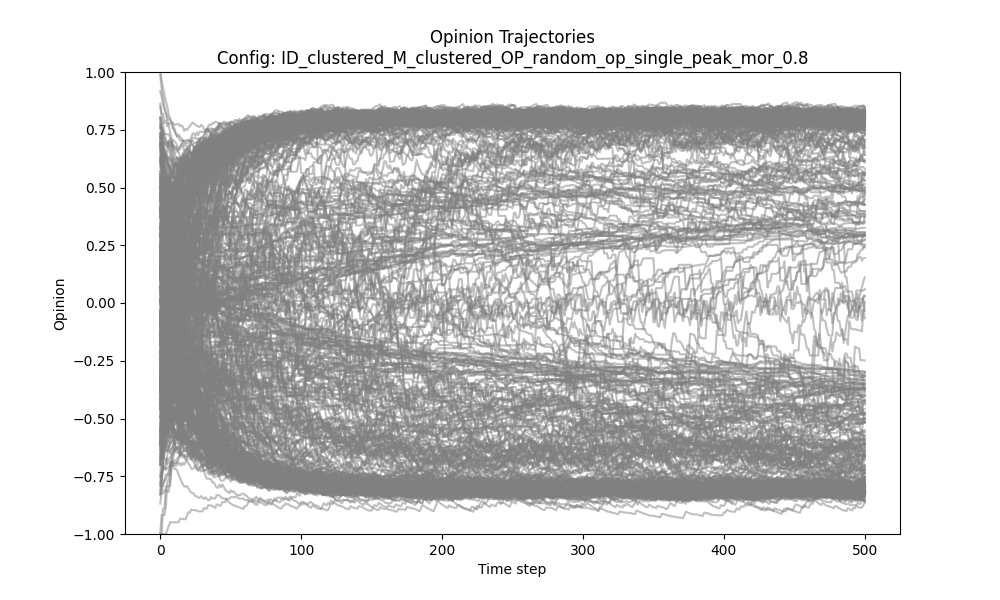 Opinion Trajectories
Config: ID_clustered_M_clustered_OP_random_op_single_peak_mor_0.8
1.00
0.75
0.50
0.25
0.00
−0.25
−0.50
−0.75
−1.00
Opinion
0 100 200 300 400 500
Time step